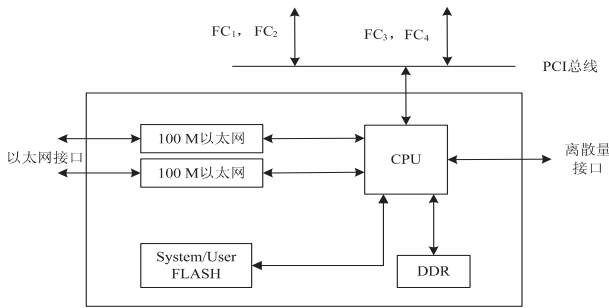 FC₁，FC₂
FC₃，FC₄
PCI总线
100 M以太网
以太网接口
100 M以太网
CPU
离散量
接口
System/User
FLASH
DDR